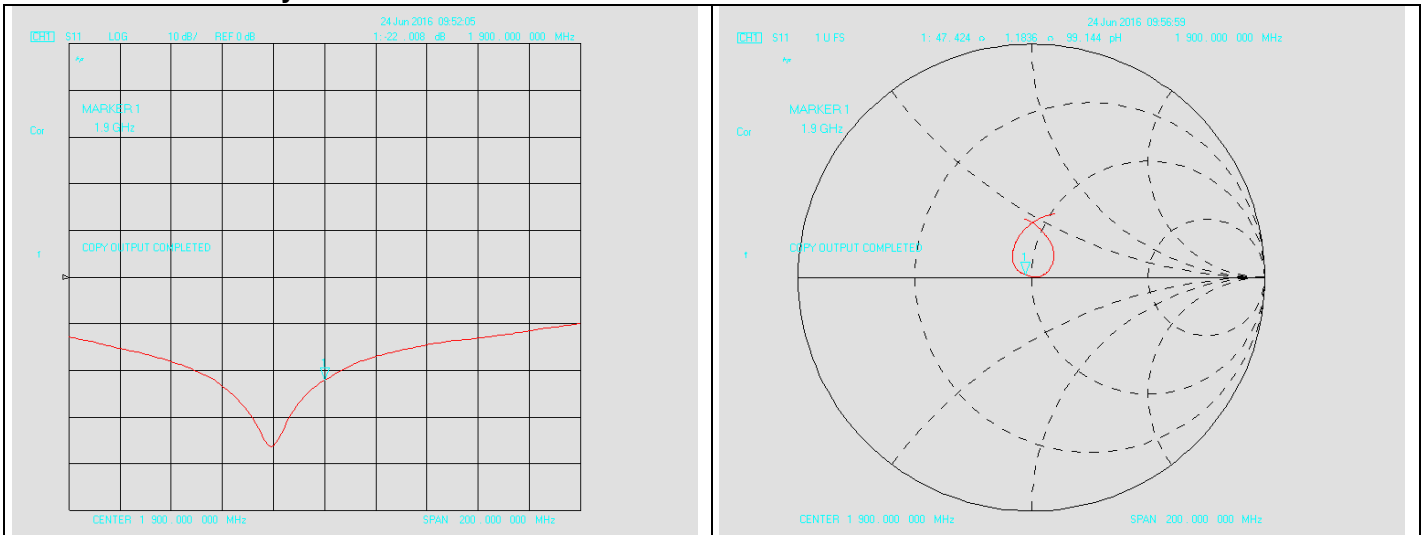 24 Jun 2016 09:52:05
CH1 S11 LOG 10 dB/ REF 0 dB 1:-22 . 008 dB 1 900 . 000 000 MHz
MARKER 1
Cor 1.9 GHz
COPY OUTPUT COMPLETED
1
1
CENTER 1 900 . 000 000 MHz SPAN 200 . 000 000 MHz
24 Jun 2016 09:56:59
CH1 S11 1 U FS 1: 47. 424 o 1.1836 o 99.144 pH 1 900 . 000 000 MHz
MARKER 1
Cor 1.9 GHz
COPY OUTPUT COMPLETED
1
1
CENTER 1 900 . 000 000 MHz SPAN 200 . 000 000 MHz